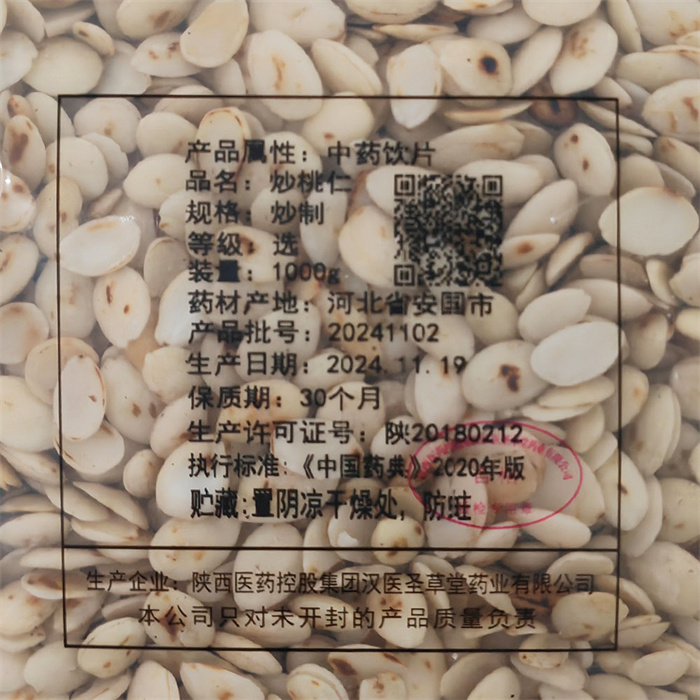 产品属性：中药饮片
品名：炒桃仁
规格：炒制
等级：选
装量：1000g
药材产地：河北省安国市
产品批号：20241102
生产日期：2024.11.19
保质期：30个月
生产许可证号：陕20180212
执行标准：《中国药典》2020年版
贮藏：置阴凉干燥处，防蛀
生产企业：陕西医药控股集团汉医圣草堂药业有限公司
本公司只对未开封的产品质量负责